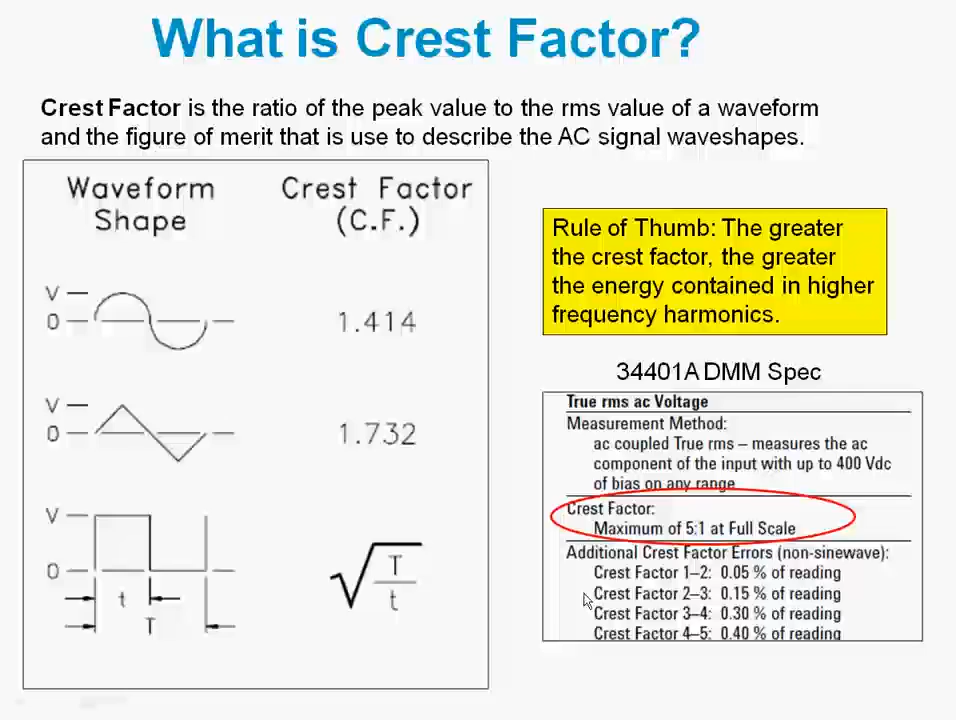 What is Crest Factor?
Crest Factor is the ratio of the peak value to the rms value of a waveform
and the figure of merit that is use to describe the AC signal waveshapes.
Waveform Shape
Crest Factor (C.F.)
V
0
1.414
V
0
1.732
V
0
t
T
√T/t
Rule of Thumb: The greater
the crest factor, the greater
the energy contained in higher
frequency harmonics.
34401A DMM Spec
True rms ac Voltage
Measurement Method:
ac coupled True rms – measures the ac
component of the input with up to 400 Vdc
of bias on any range
Crest Factor:
Maximum of 5:1 at Full Scale
Additional Crest Factor Errors (non-sinewave):
Crest Factor 1–2: 0.05 % of reading
Crest Factor 2–3: 0.15 % of reading
Crest Factor 3–4: 0.30 % of reading
Crest Factor 4–5: 0.40 % of reading